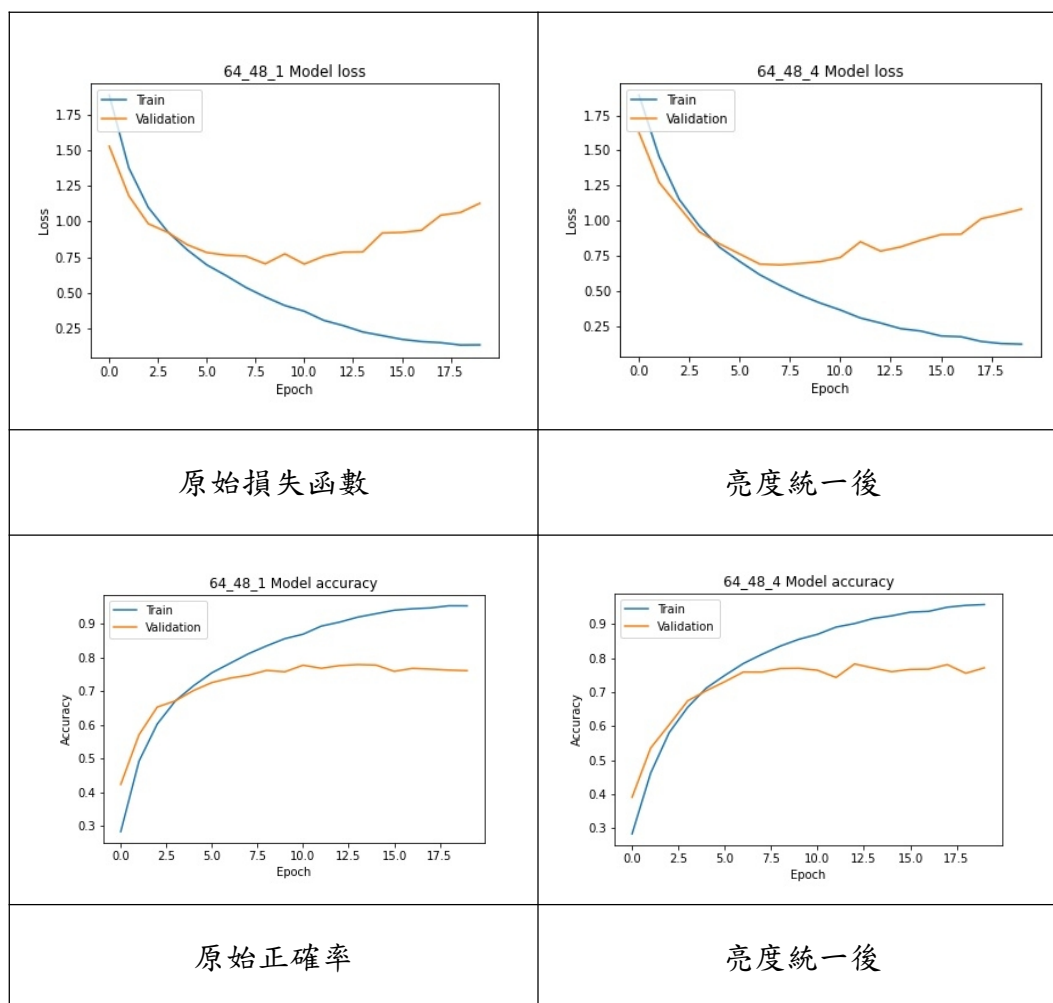 64_48_1 Model loss
Train
Validation
1.75
1.50
1.25
1.00
0.75
0.50
0.25
Loss
0.0 2.5 5.0 7.5 10.0 12.5 15.0 17.5
Epoch
64_48_4 Model loss
Train
Validation
1.75
1.50
1.25
1.00
0.75
0.50
0.25
Loss
0.0 2.5 5.0 7.5 10.0 12.5 15.0 17.5
Epoch
原始損失函數
亮度統一後
64_48_1 Model accuracy
Train
Validation
0.9
0.8
0.7
0.6
0.5
0.4
0.3
Accuracy
0.0 2.5 5.0 7.5 10.0 12.5 15.0 17.5
Epoch
64_48_4 Model accuracy
Train
Validation
0.9
0.8
0.7
0.6
0.5
0.4
0.3
Accuracy
0.0 2.5 5.0 7.5 10.0 12.5 15.0 17.5
Epoch
原始正確率
亮度統一後